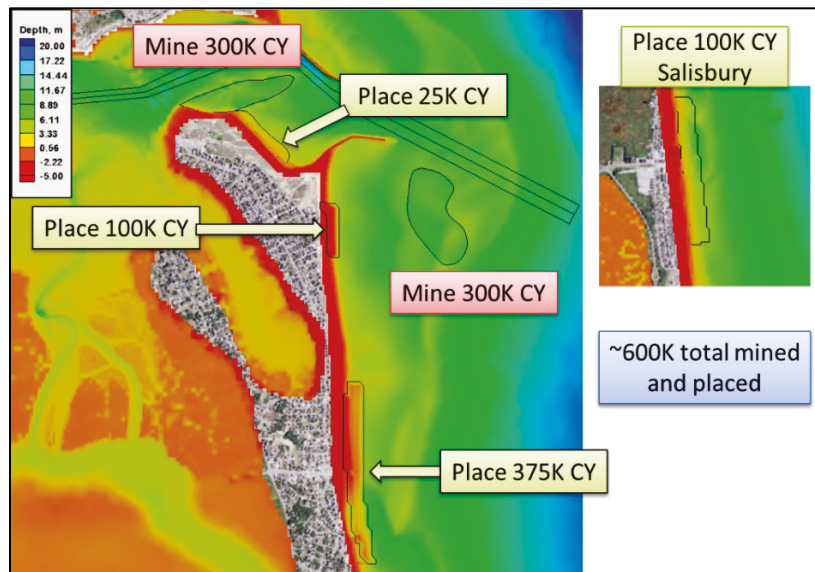 Depth, m
20.00
17.22
14.44
11.67
8.89
6.11
3.33
0.56
-2.22
-5.00
Mine 300K CY
Place 25K CY
Place 100K CY
Mine 300K CY
Place 375K CY
Place 100K CY
Salisbury
~600K total mined
and placed